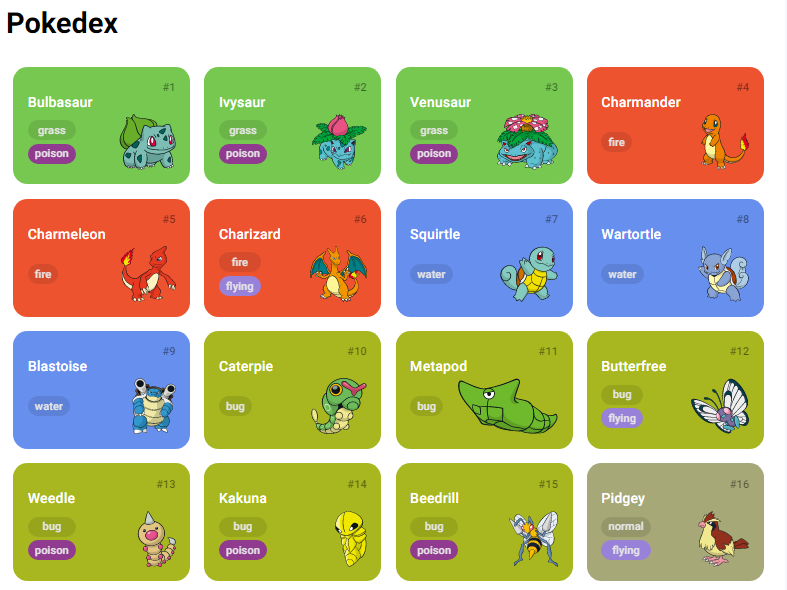 Pokedex
#1
Bulbasaur
grass
poison
#2
Ivysaur
grass
poison
#3
Venusaur
grass
poison
#4
Charmander
fire
#5
Charmeleon
fire
#6
Charizard
fire
flying
#7
Squirtle
water
#8
Wartortle
water
#9
Blastoise
water
#10
Caterpie
bug
#11
Metapod
bug
#12
Butterfree
bug
flying
#13
Weedle
bug
poison
#14
Kakuna
bug
poison
#15
Beedrill
bug
poison
#16
Pidgey
normal
flying